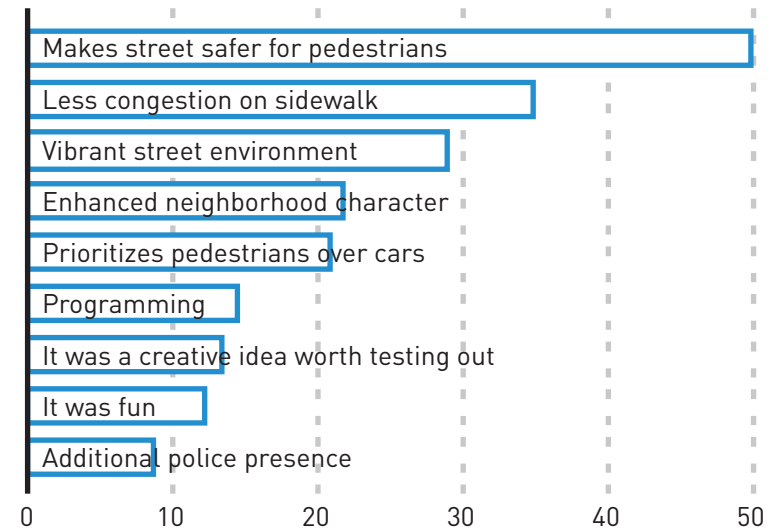 Makes street safer for pedestrians
Less congestion on sidewalk
Vibrant street environment
Enhanced neighborhood character
Prioritizes pedestrians over cars
Programming
It was a creative idea worth testing out
It was fun
Additional police presence
0 10 20 30 40 50